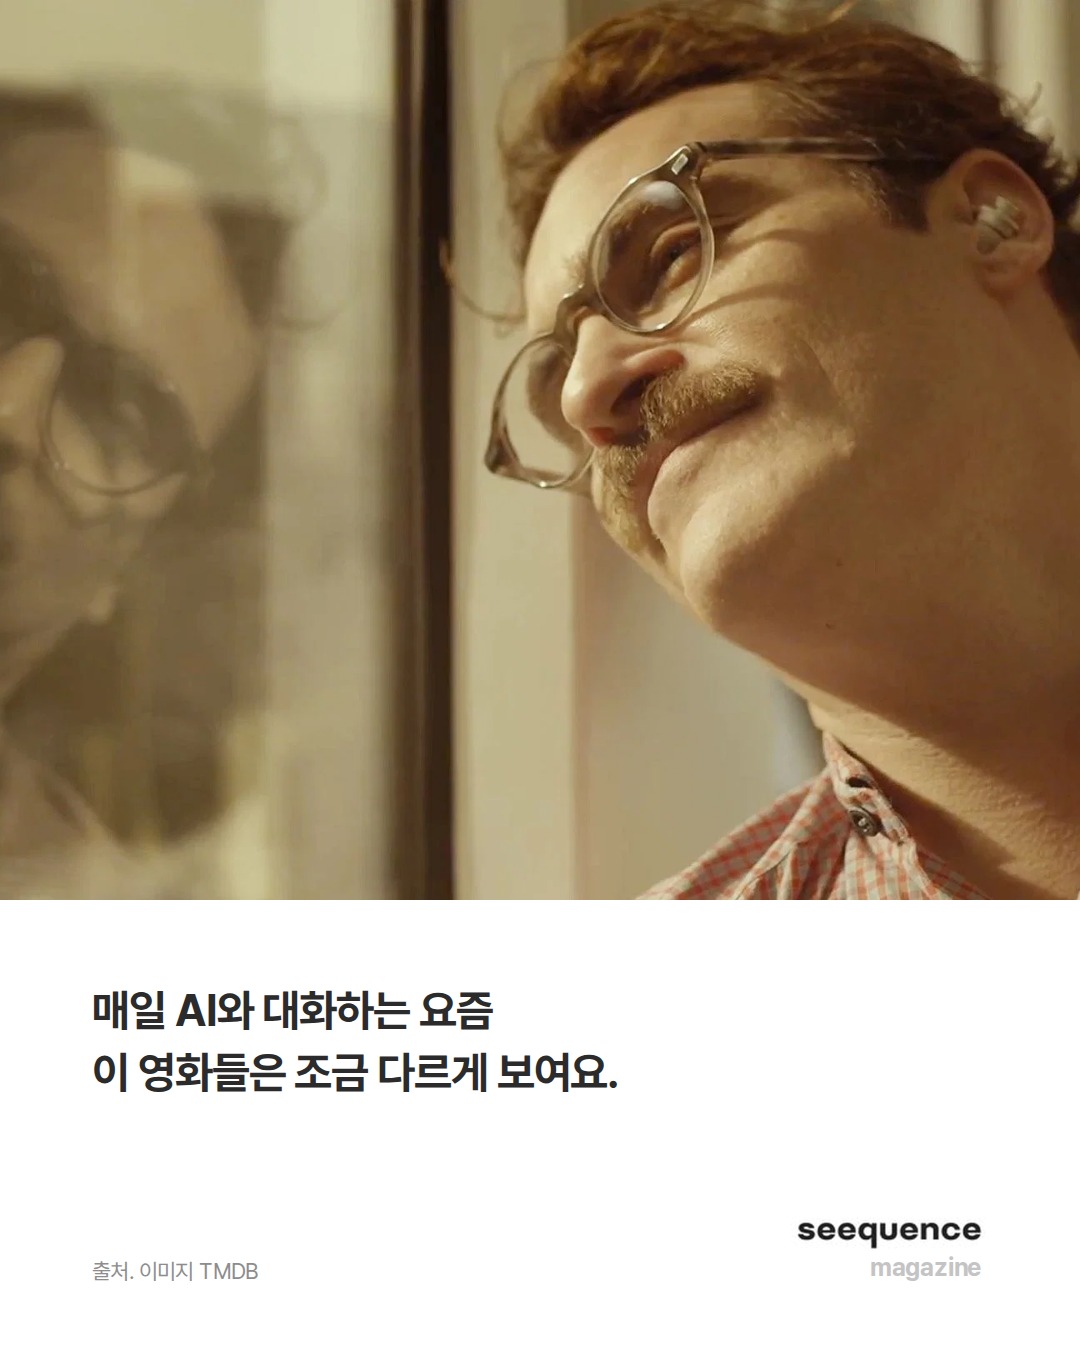 매일 AI와 대화하는 요즘
이 영화들은 조금 다르게 보여요.
seequence
magazine
출처. 이미지 TMDB